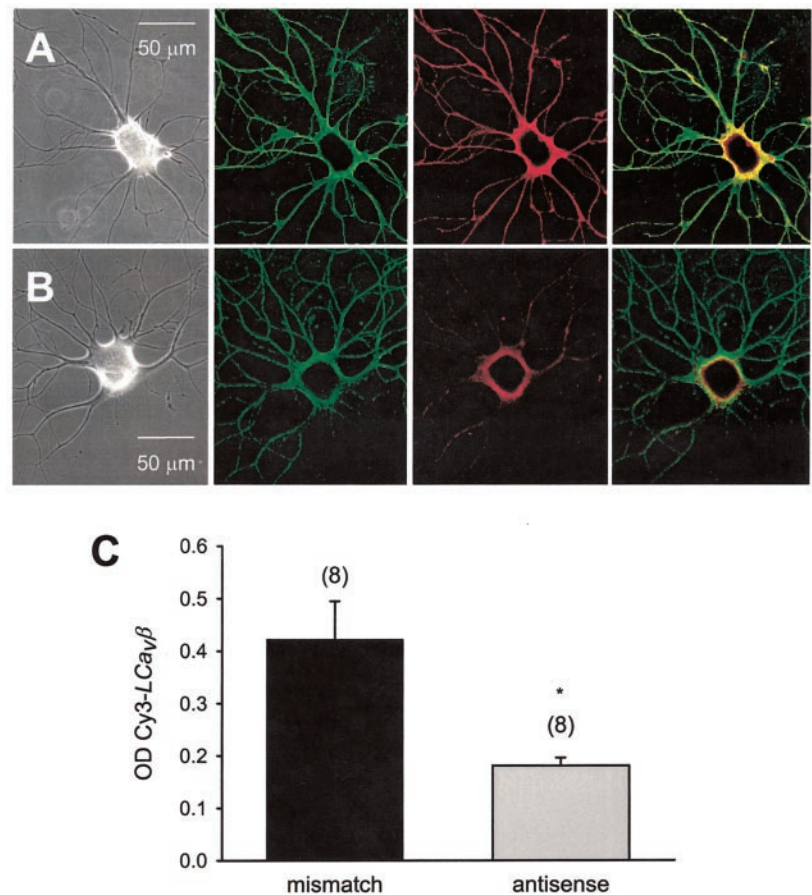 A
50 μm
B
50 μm
C
(8)
*
(8)
0.6
0.5
0.4
0.3
0.2
0.1
0.0
OD Cy3-LCavβ
mismatch
antisense